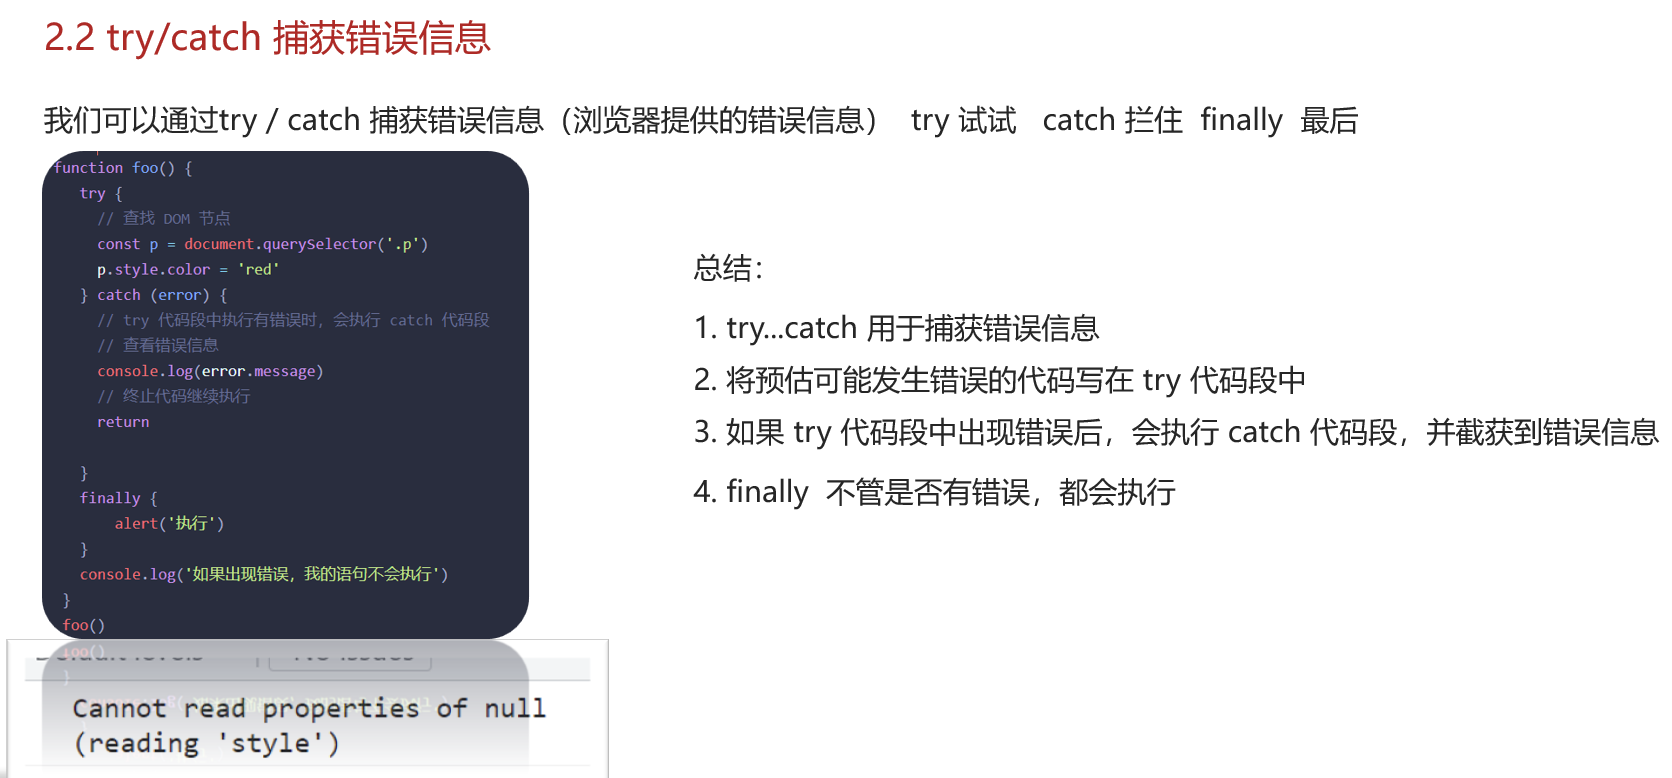 2.2 try/catch 捕获错误信息
我们可以通过try / catch 捕获错误信息（浏览器提供的错误信息） try 试试 catch 拦住 finally 最后
function foo() {
try {
// 查找 DOM 节点
const p = document.querySelector('.p')
p.style.color = 'red'
} catch (error) {
// try 代码段中执行有错误时，会执行 catch 代码段
// 查看错误信息
console.log(error.message)
// 终止代码继续执行
return
}
finally {
alert('执行')
}
console.log('如果出现错误，我的语句不会执行')
}
foo()
Cannot read properties of null
(reading 'style')
总结：
1. try...catch 用于捕获错误信息
2. 将预估可能发生错误的代码写在 try 代码段中
3. 如果 try 代码段中出现错误后，会执行 catch 代码段，并截获到错误信息
4. finally 不管是否有错误，都会执行